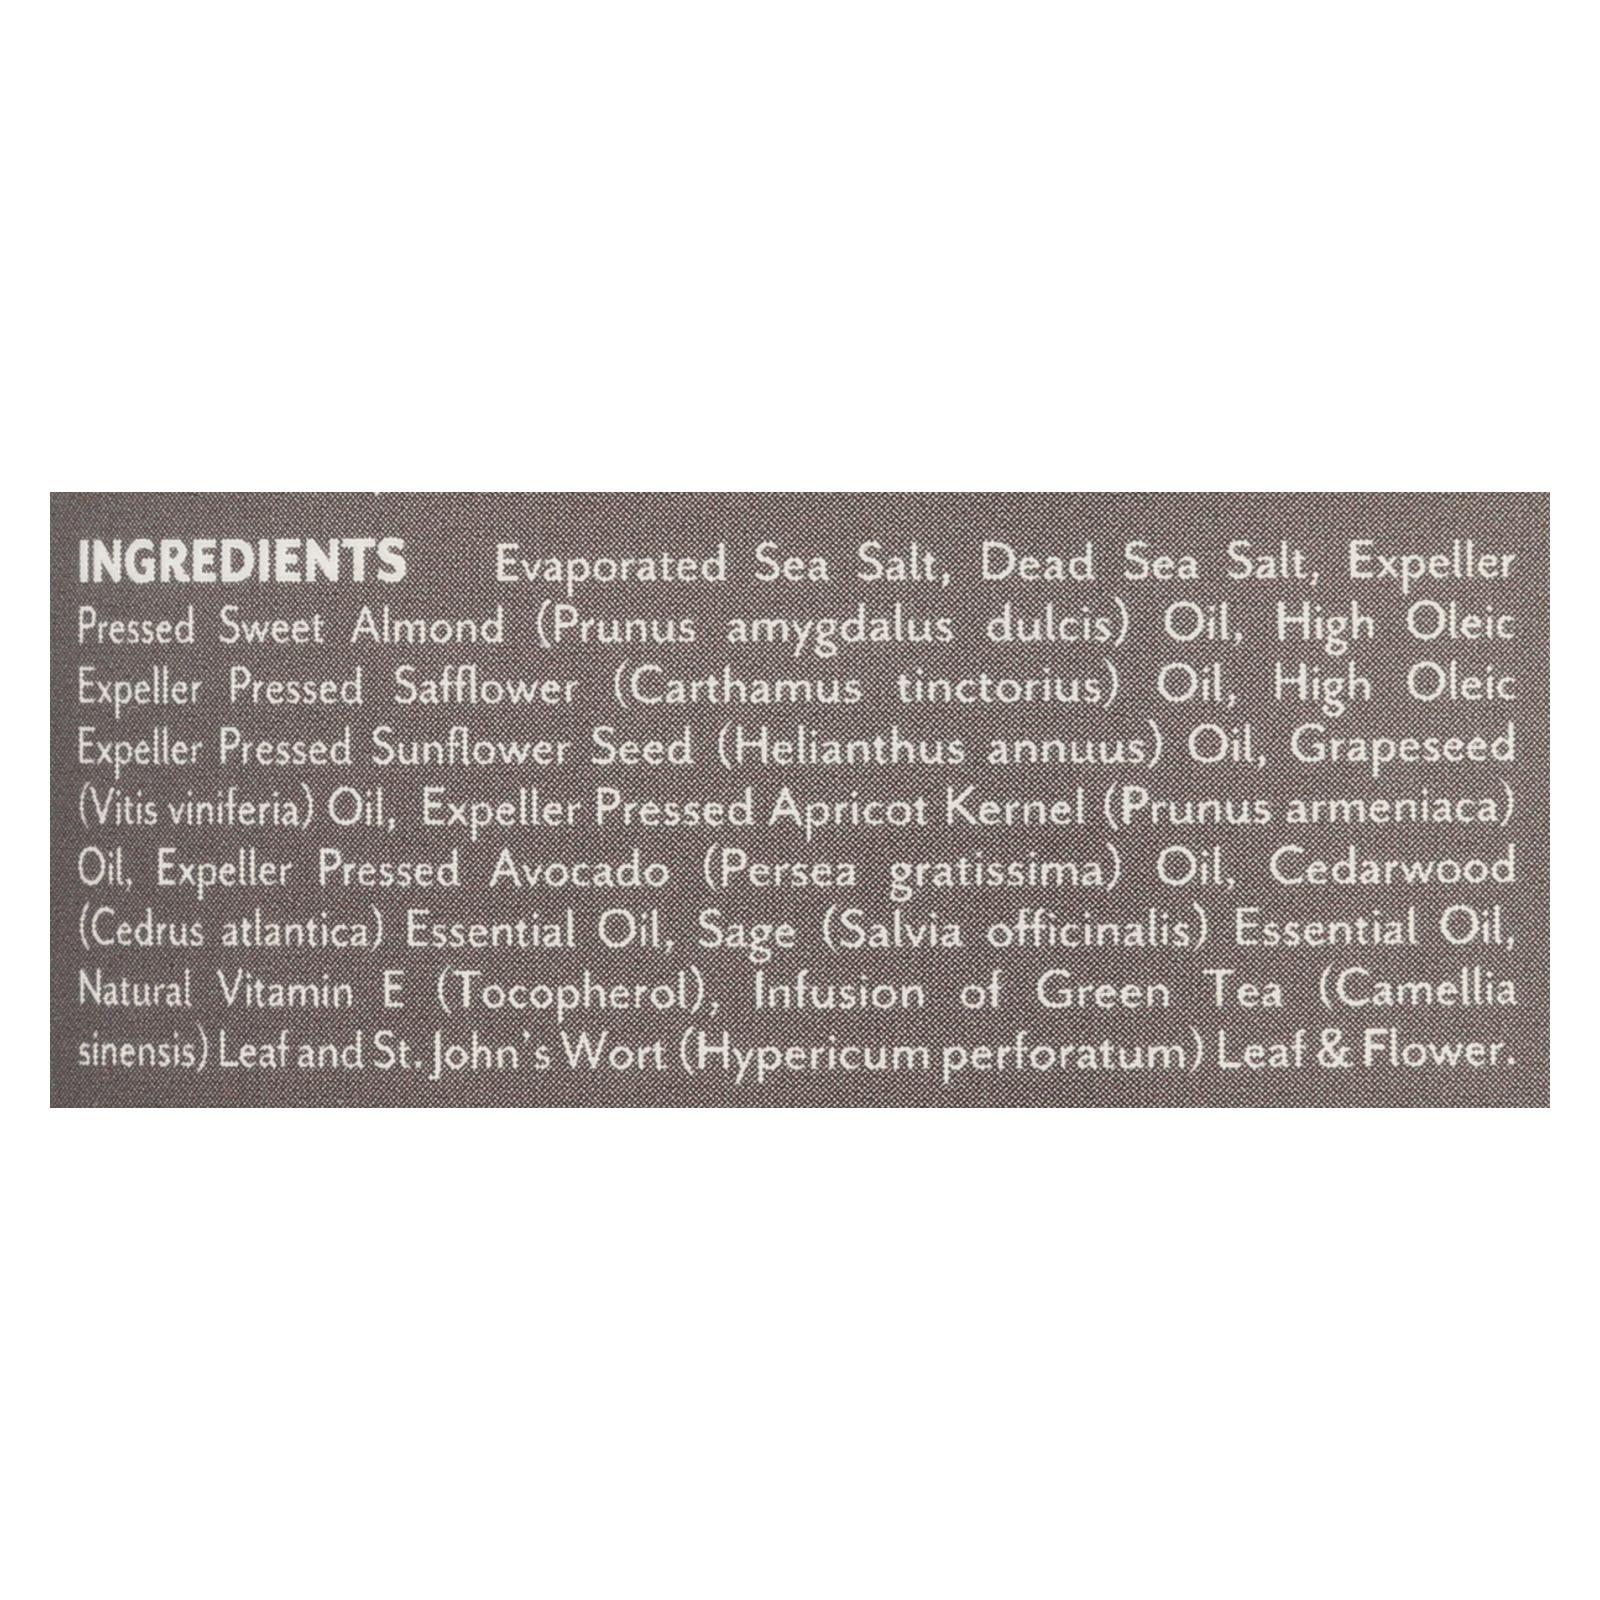 INGREDIENTS Evaporated Sea Salt, Dead Sea Salt, Expeller
Pressed Sweet Almond (Prunus amygdalus dulcis) Oil, High Oleic
Expeller Pressed Safflower (Carthamus tinctorius) Oil, High Oleic
Expeller Pressed Sunflower Seed (Helianthus annuus) Oil, Grapeseed
(Vitis viniferia) Oil, Expeller Pressed Apricot Kernel (Prunus armeniaca)
Oil, Expeller Pressed Avocado (Persea gratissima) Oil, Cedarwood
(Cedrus atlantica) Essential Oil, Sage (Salvia officinalis) Essential Oil,
Natural Vitamin E (Tocopherol), Infusion of Green Tea (Camellia
sinensis) Leaf and St. John's Wort (Hypericum perforatum) Leaf & Flower.